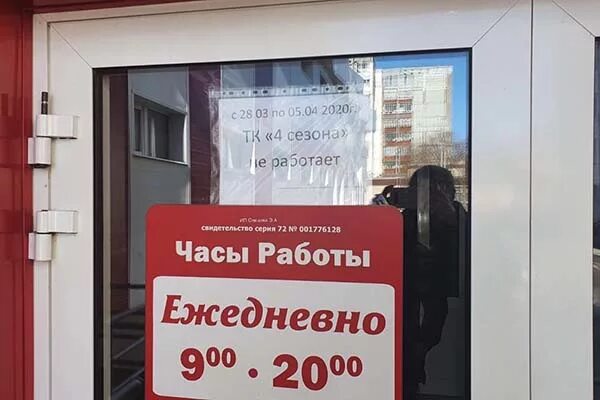 с 28.03 по 05.04 2020г.
ТК «4 сезона»
не работает
свидетельство серия 72 № 001776128
Часы Работы
Ежедневно
9⁰⁰ - 20⁰⁰